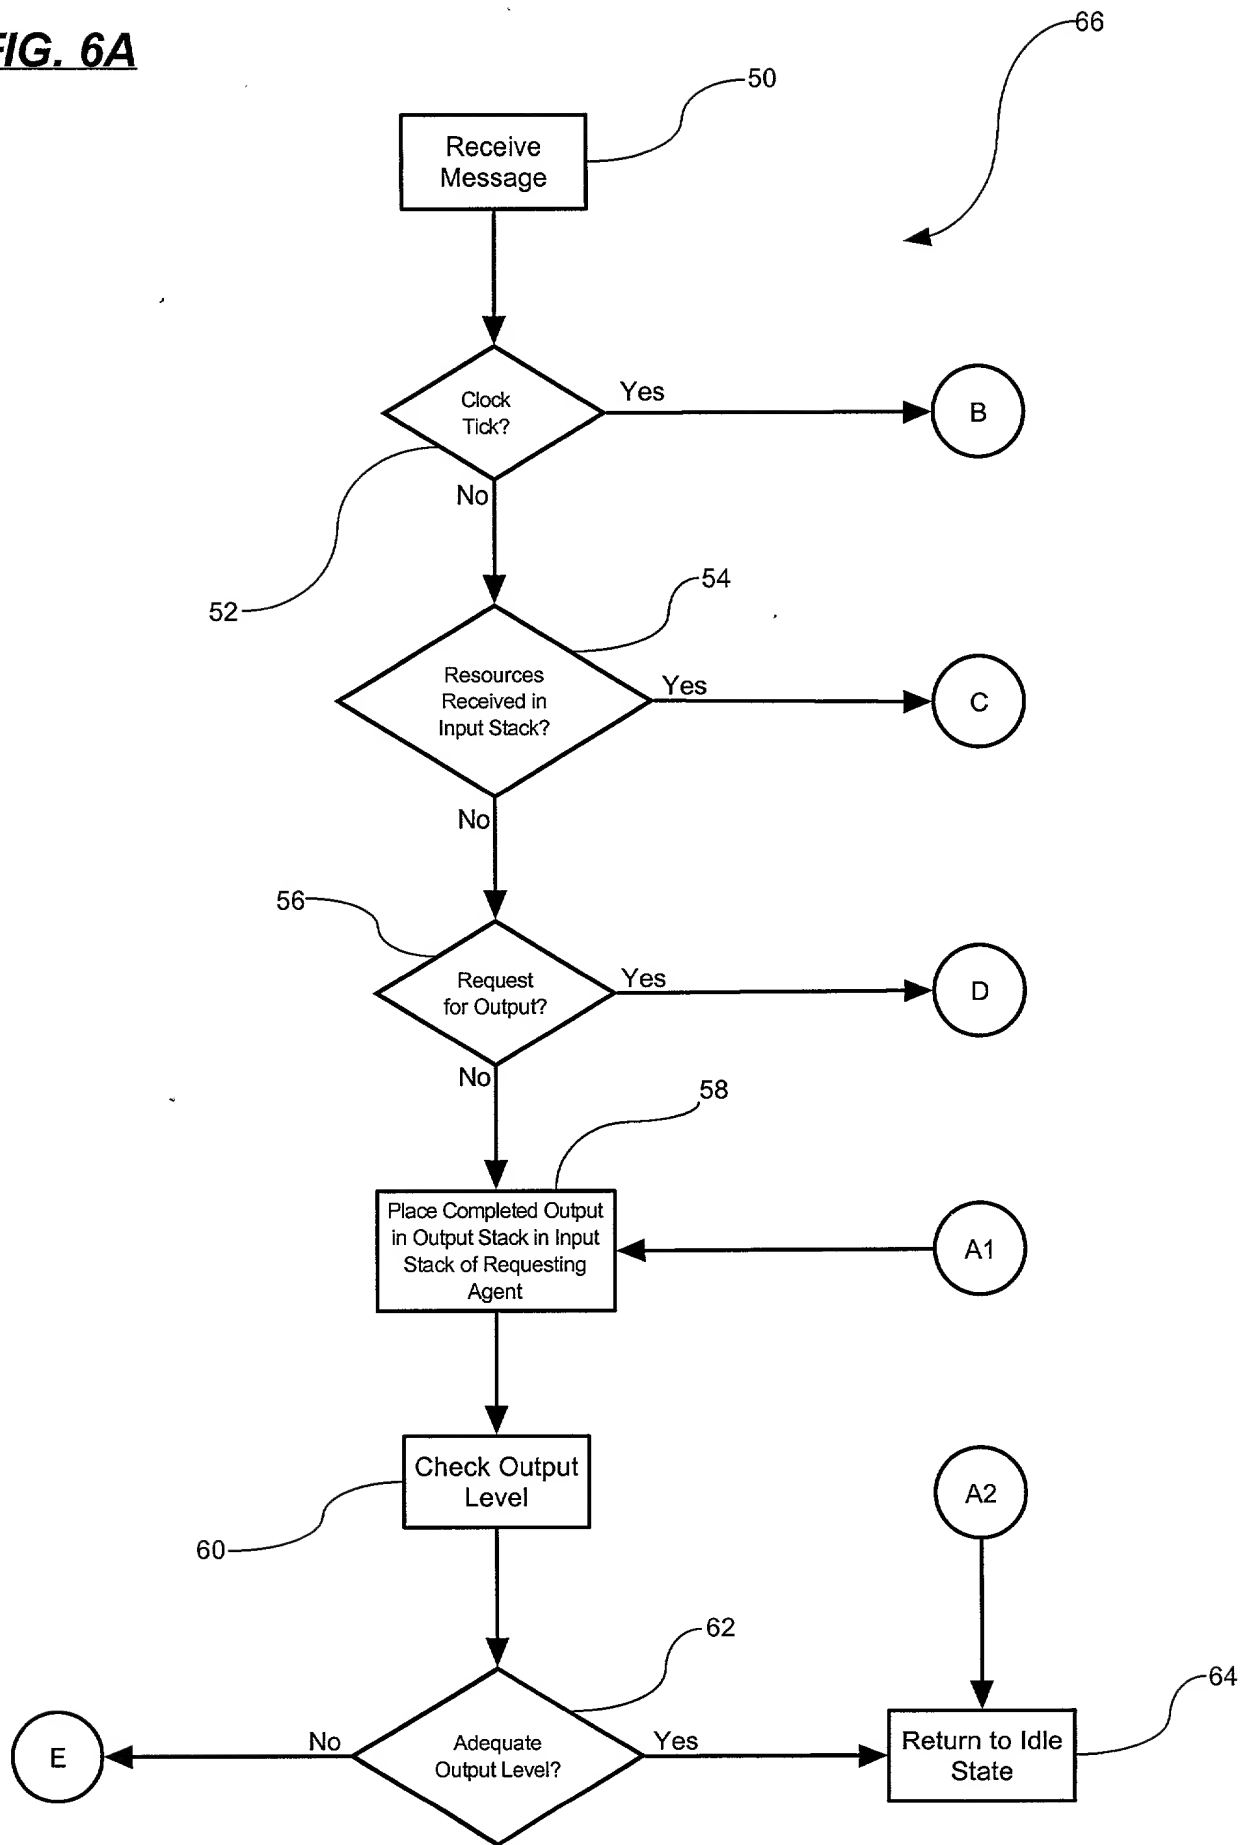 FIG. 6A
66
50
Receive
Message
Clock
Tick?
Yes
B
No
52
54
Resources
Received in
Input Stack?
Yes
C
No
56
Request
for Output?
Yes
D
No
58
Place Completed Output
in Output Stack in Input
Stack of Requesting
Agent
A1
Check Output
Level
60
A2
62
64
E
No
Adequate
Output Level?
Yes
Return to Idle
State